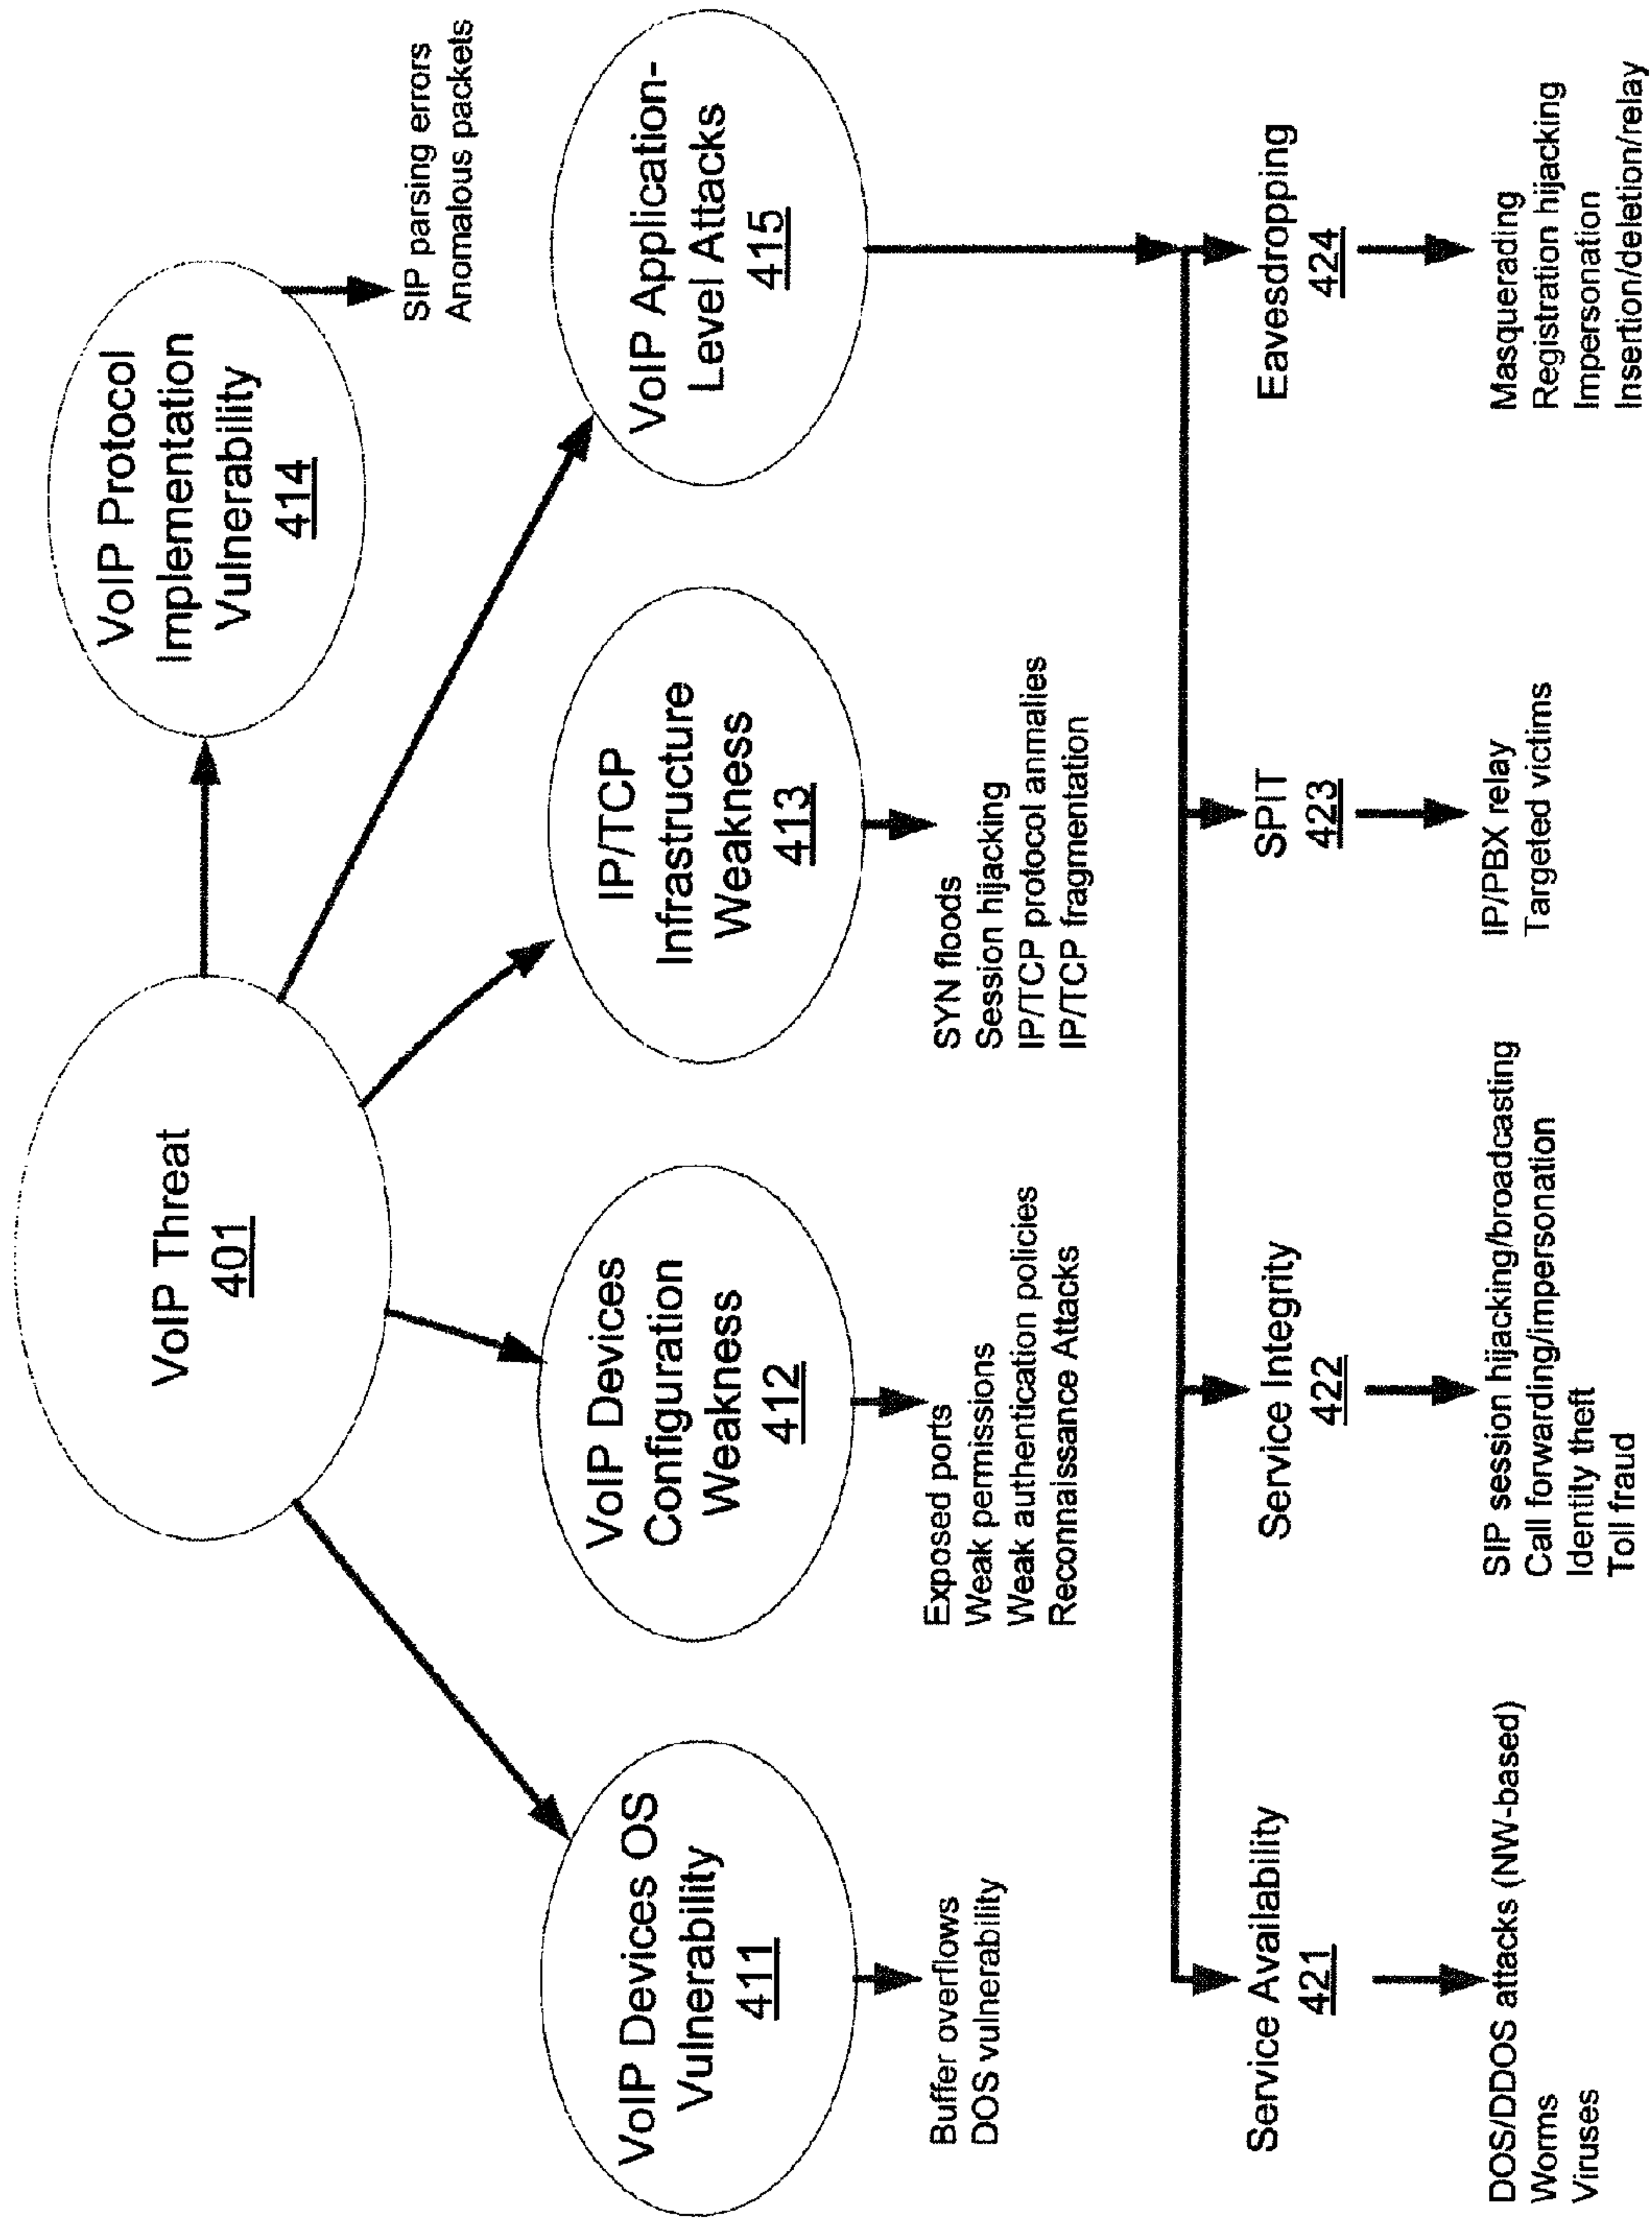 VoIP Threat
401
VoIP Protocol
Implementation
Vulnerability
414
SIP parsing errors
Anomalous packets
VoIP Devices OS
Vulnerability
411
Buffer overflows
DOS vulnerability
VoIP Devices
Configuration
Weakness
412
Exposed ports
Weak permissions
Weak authentication policies
Reconnaissance Attacks
IP/TCP
Infrastructure
Weakness
413
SYN floods
Session hijacking
IP/TCP protocol anmalies
IP/TCP fragmentation
VoIP Application-
Level Attacks
415
Service Availability
421
DOS/DDOS attacks (NW-based)
Worms
Viruses
Service Integrity
422
SIP session hijacking/broadcasting
Call forwarding/impersonation
Identity theft
Toll fraud
SPIT
423
IP/PBX relay
Targeted victims
Eavesdropping
424
Masquerading
Registration hijacking
Impersonation
Insertion/deletion/relay